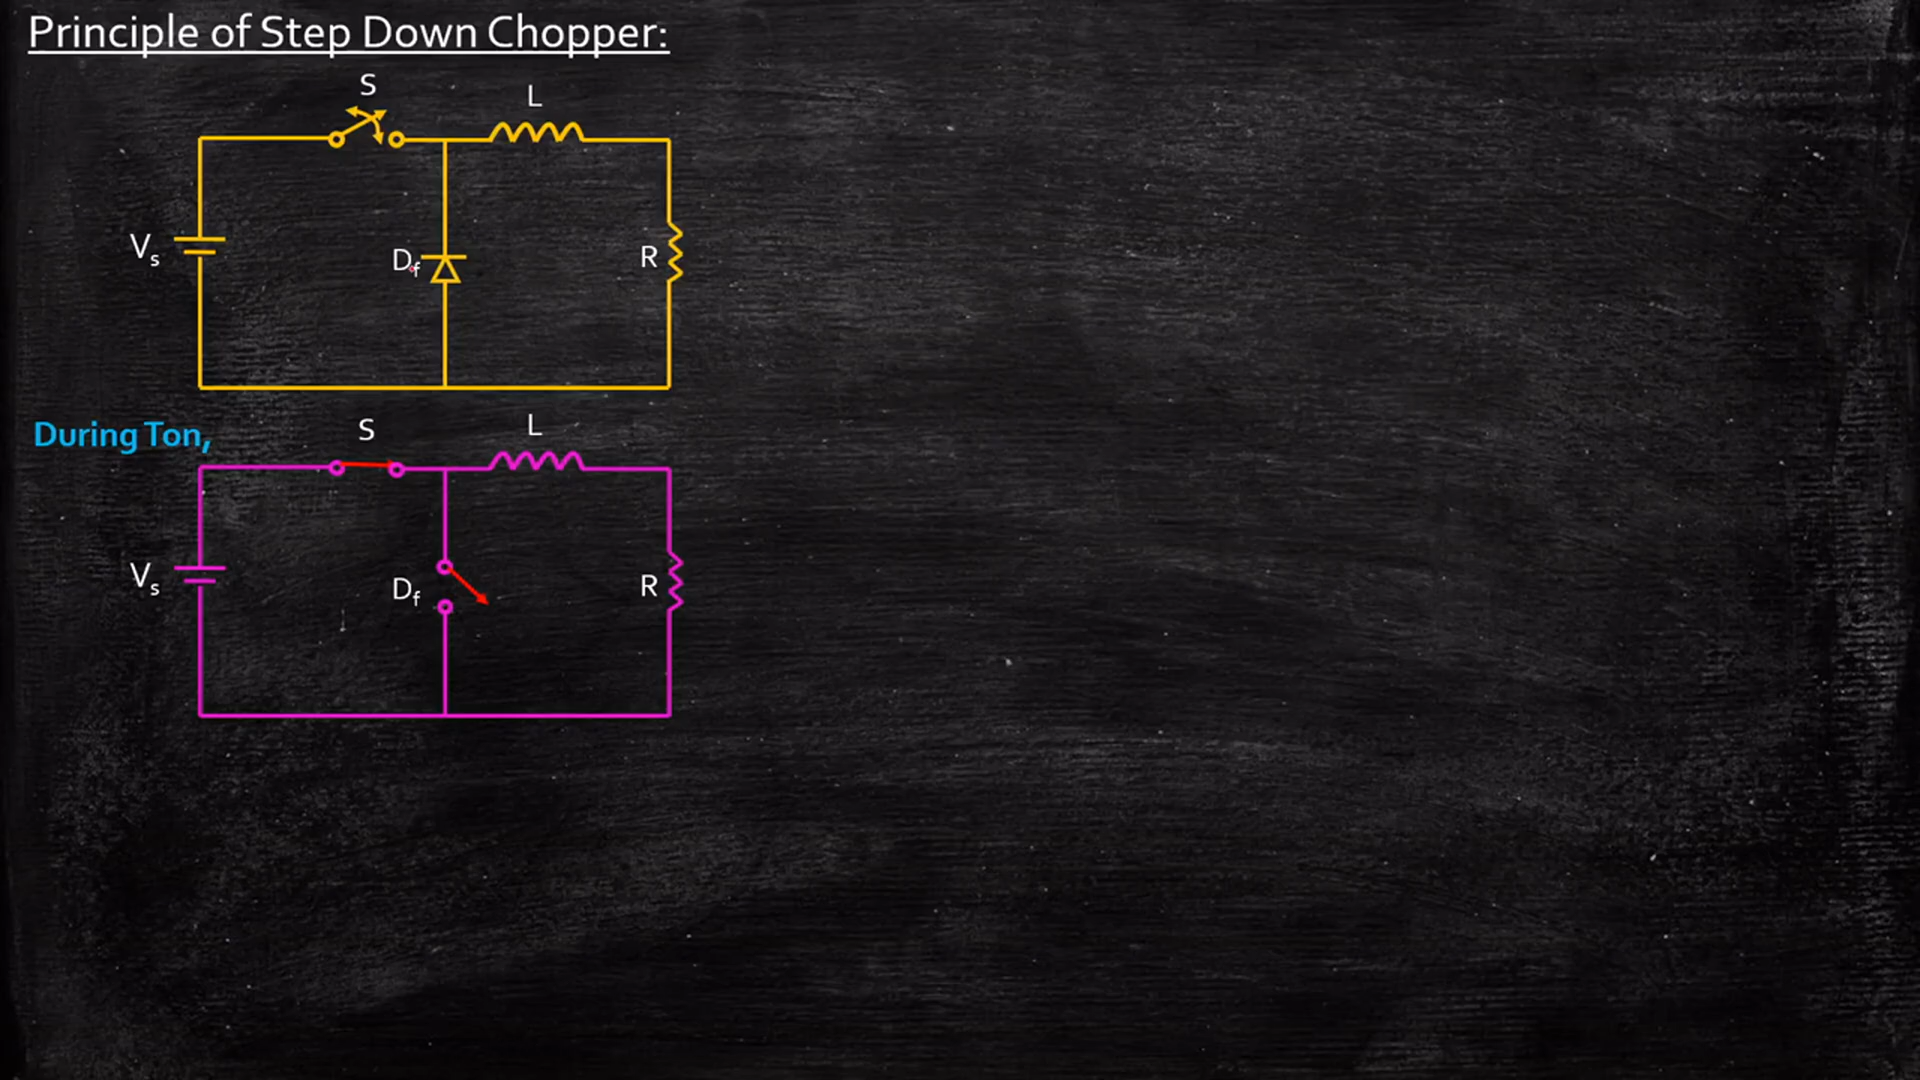 Principle of Step Down Chopper:
S
L
Vs
Df
R
During Ton,
S
L
Vs
Df
R